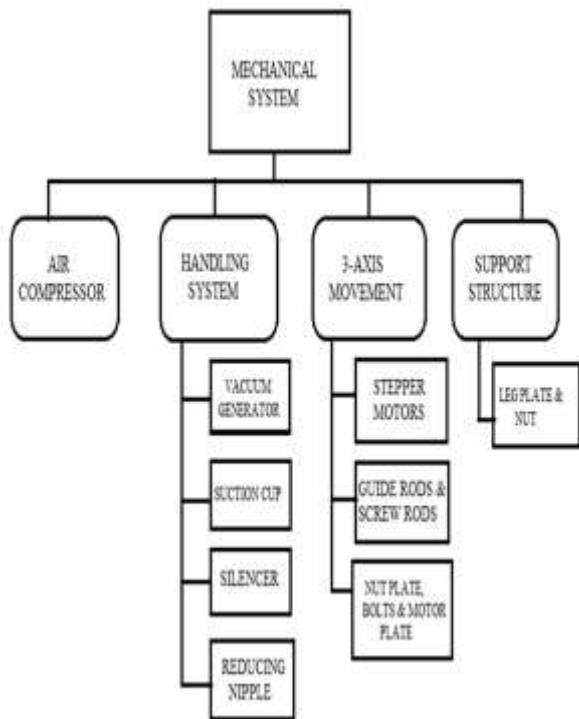 MECHANICAL
SYSTEM
AIR
COMPRESSOR
HANDLING
SYSTEM
3-AXIS
MOVEMENT
SUPPORT
STRUCTURE
VACUUM
GENERATOR
SUCTION CUP
SILENCER
REDUCING
NIPPLE
STEPPER
MOTORS
GUIDE RODS &
SCREW RODS
NUT PLATE,
BOLTS & MOTOR
PLATE
LEG PLATE &
NUT